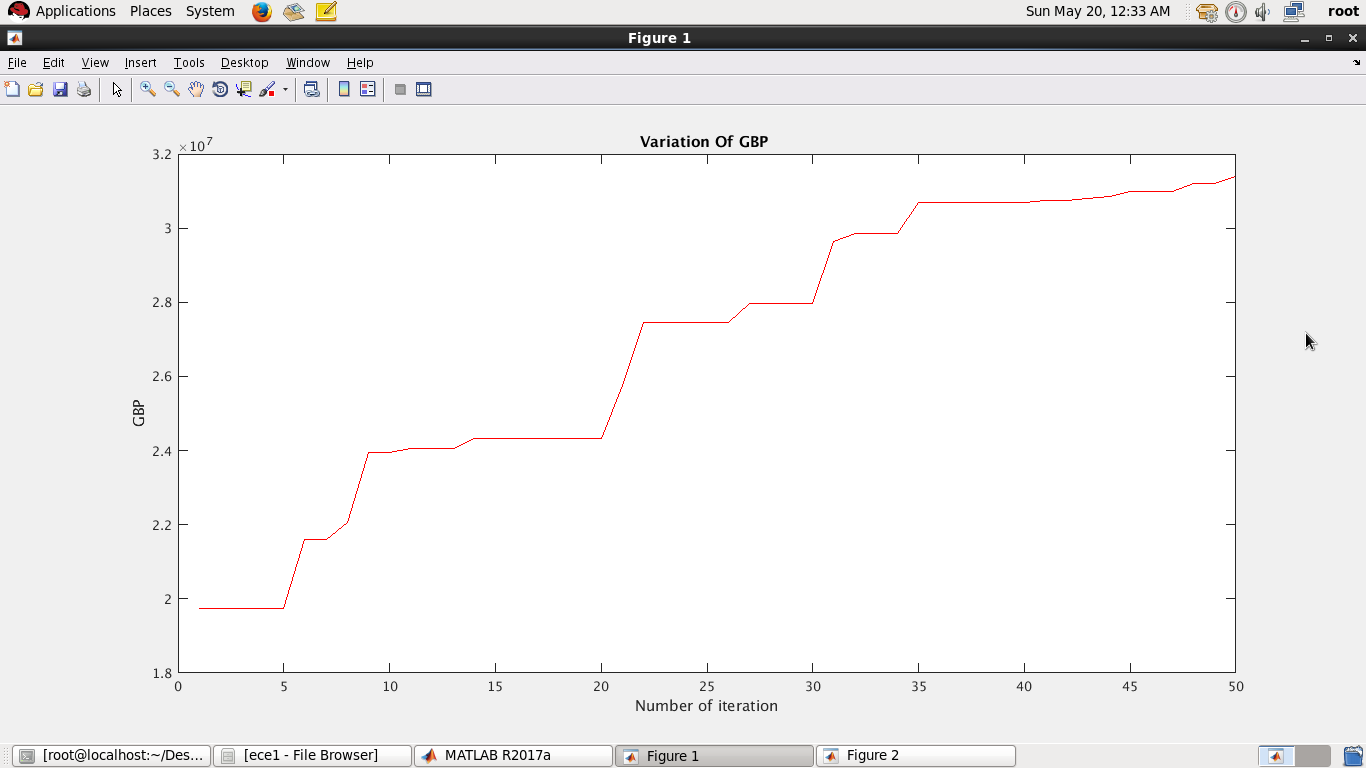 Applications Places System Sun May 20, 12:33 AM root
Figure 1
File Edit View Insert Tools Desktop Window Help
Variation Of GBP
×10^7
3.2
3
2.8
2.6
2.4
2.2
2
1.8
GBP
0 5 10 15 20 25 30 35 40 45 50
Number of iteration
[root@localhost:~/Des... [ece1 - File Browser] MATLAB R2017a Figure 1 Figure 2